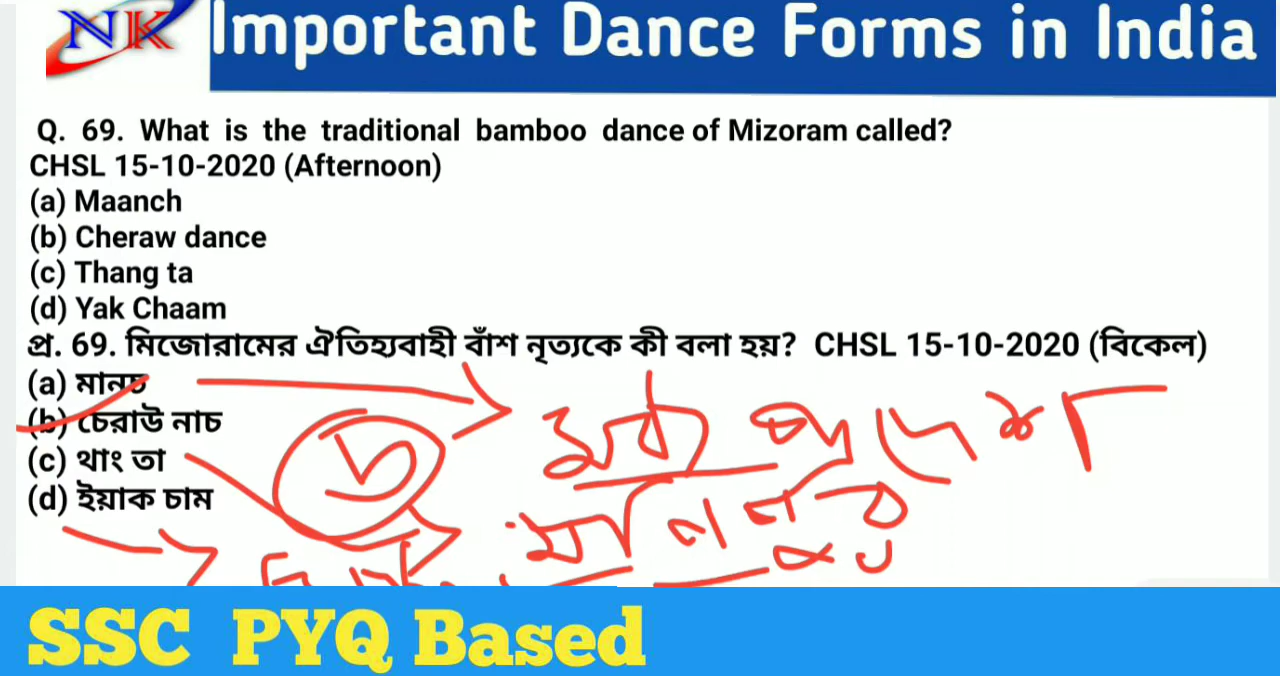 NK Important Dance Forms in India
Q. 69. What is the traditional bamboo dance of Mizoram called?
CHSL 15-10-2020 (Afternoon)
(a) Maanch
(b) Cheraw dance
(c) Thang ta
(d) Yak Chaam
প্র. 69. মিজোরামের ঐতিহ্যবাহী বাঁশ নৃত্যকে কী বলা হয়? CHSL 15-10-2020 (বিকেল)
(a) মানচ
(b) চেরাউ নাচ
(c) থাং তা
(d) ইয়াক চাম
SSC PYQ Based